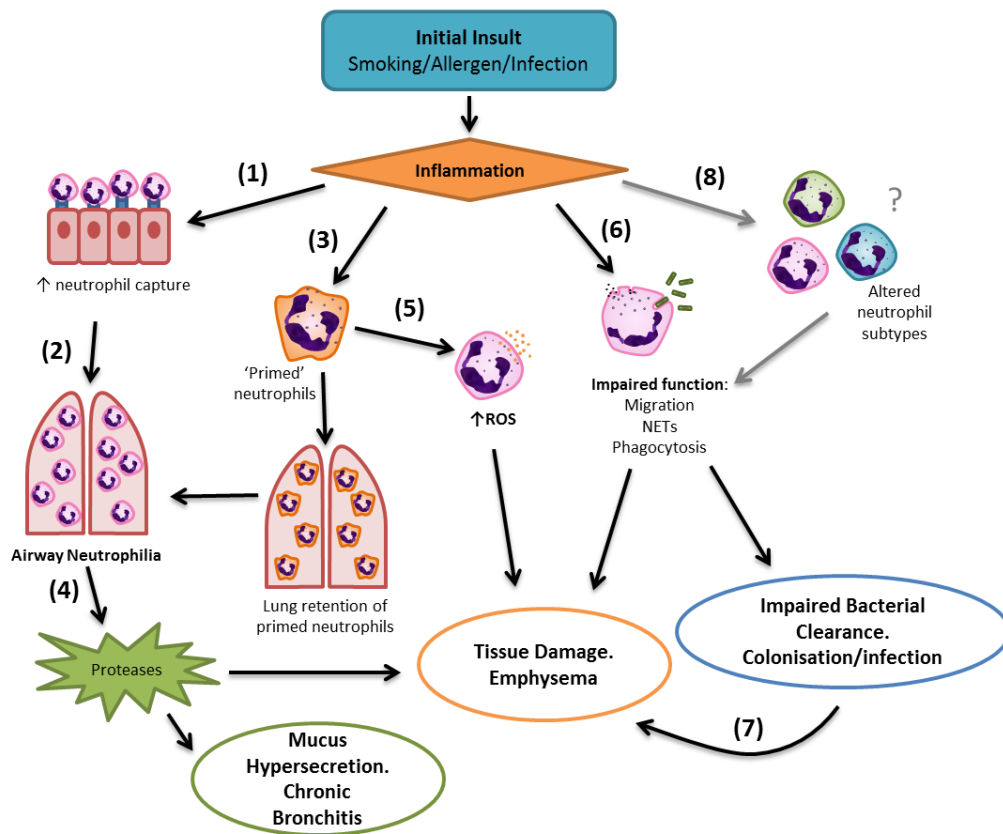 Initial Insult
Smoking/Allergen/Infection
Inflammation
(1)
(8)
(3)
(6)
?
↑ neutrophil capture
(5)
Altered
neutrophil
subtypes
(2)
'Primed'
neutrophils
↑ROS
Impaired function:
Migration
NETs
Phagocytosis
Airway Neutrophilia
(4)
Lung retention of
primed neutrophils
Proteases
Tissue Damage.
Emphysema
Impaired Bacterial
Clearance.
Colonisation/infection
(7)
Mucus
Hypersecretion.
Chronic
Bronchitis